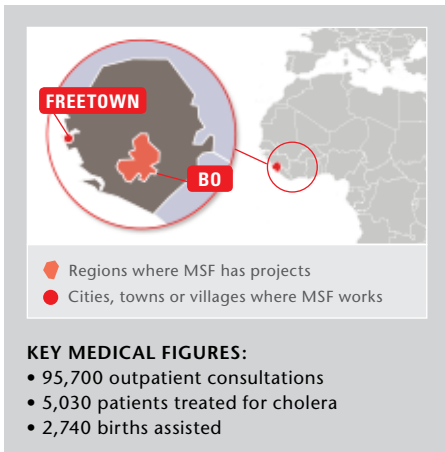 FREETOWN
BO
Regions where MSF has projects
Cities, towns or villages where MSF works
KEY MEDICAL FIGURES:
• 95,700 outpatient consultations
• 5,030 patients treated for cholera
• 2,740 births assisted